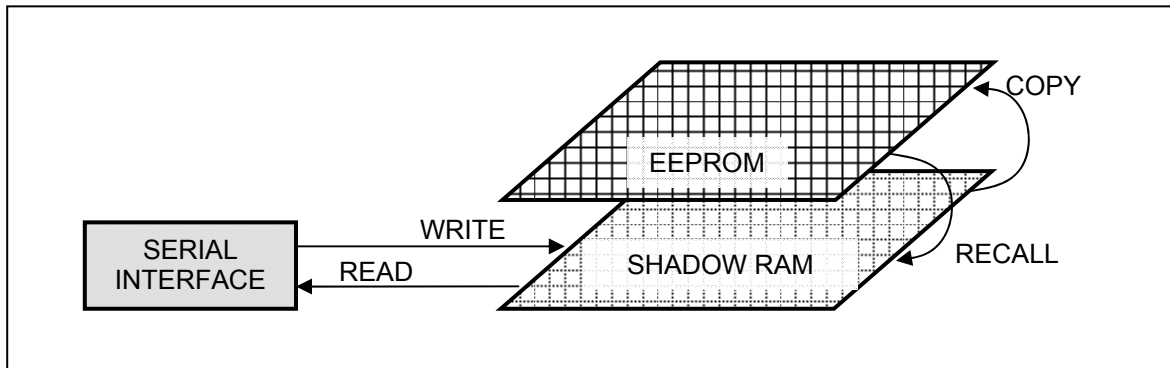 COPY
EEPROM
WRITE
SERIAL
INTERFACE
SHADOW RAM
RECALL
READ